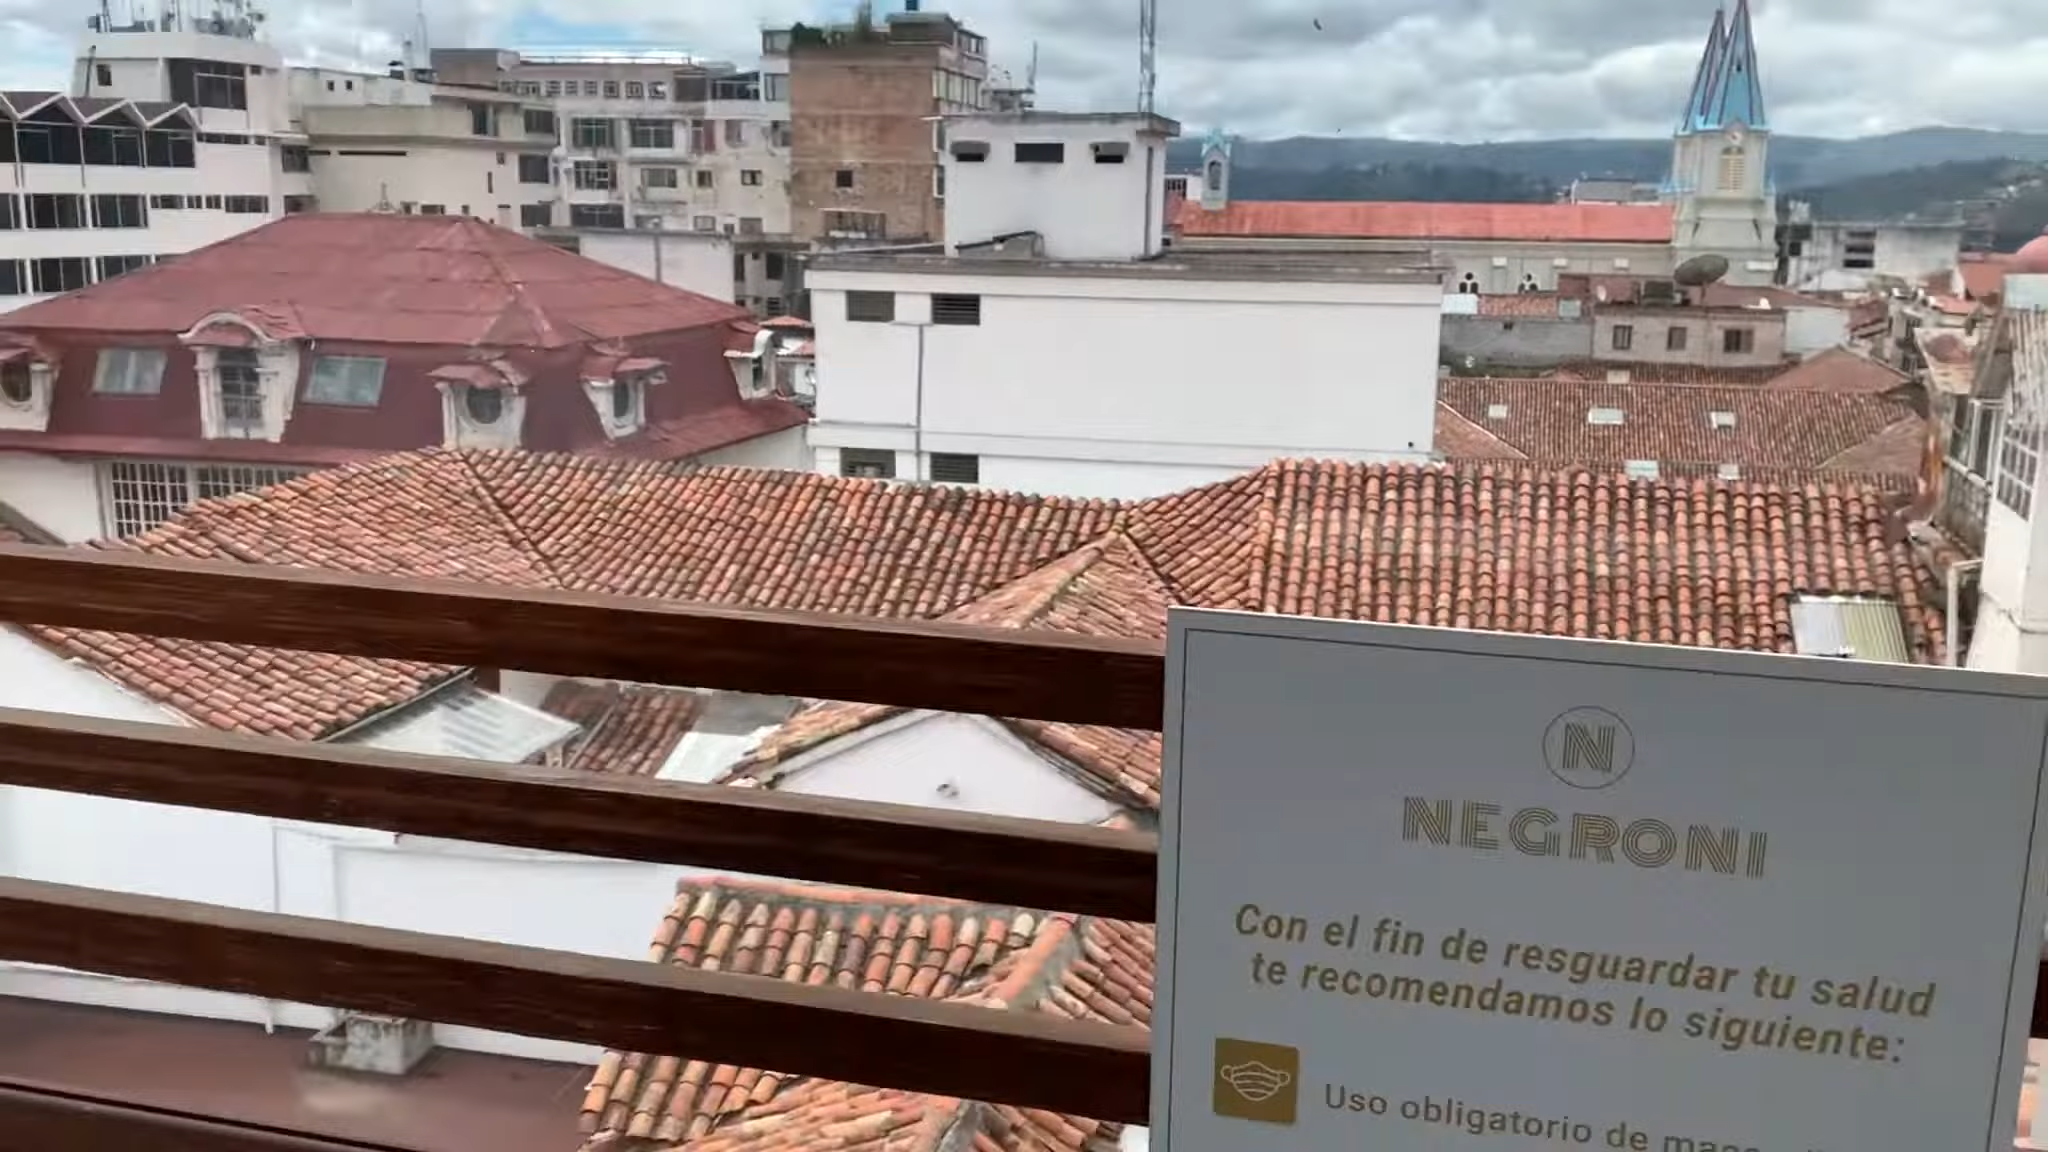 N
NEGRONI
Con el fin de resguardar tu salud
te recomendamos lo siguiente:
Uso obligatorio de